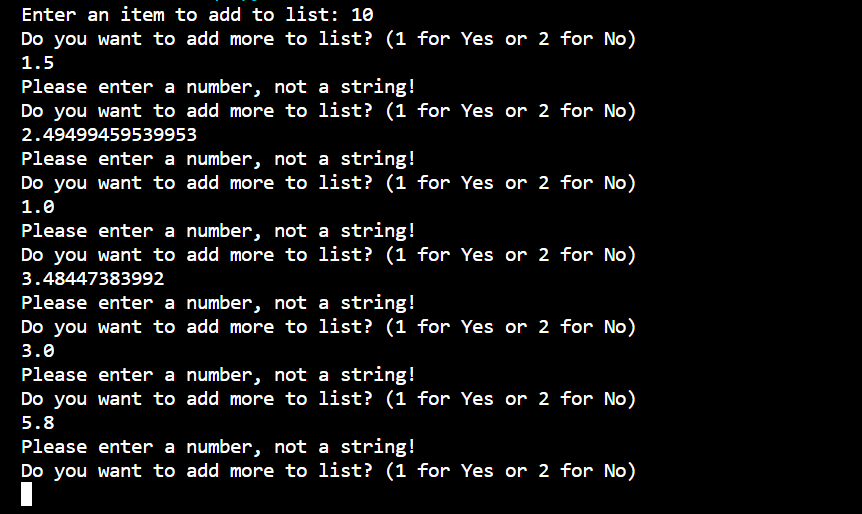 Enter an item to add to list: 10
Do you want to add more to list? (1 for Yes or 2 for No)
1.5
Please enter a number, not a string!
Do you want to add more to list? (1 for Yes or 2 for No)
2.49499459539953
Please enter a number, not a string!
Do you want to add more to list? (1 for Yes or 2 for No)
1.0
Please enter a number, not a string!
Do you want to add more to list? (1 for Yes or 2 for No)
3.48447383992
Please enter a number, not a string!
Do you want to add more to list? (1 for Yes or 2 for No)
3.0
Please enter a number, not a string!
Do you want to add more to list? (1 for Yes or 2 for No)
5.8
Please enter a number, not a string!
Do you want to add more to list? (1 for Yes or 2 for No)